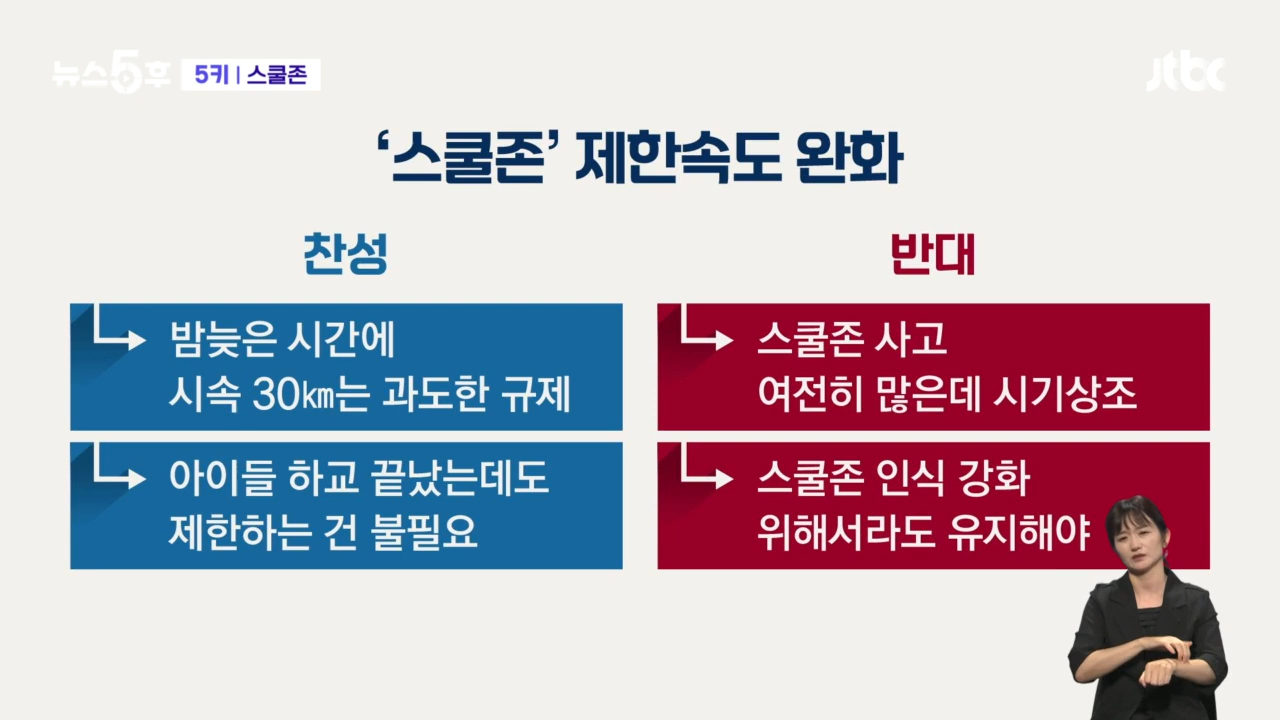 뉴스5후 5키 | 스쿨존
jtbc
‘스쿨존’ 제한속도 완화
찬성
밤늦은 시간에
시속 30㎞는 과도한 규제
아이들 하교 끝났는데도
제한하는 건 불필요
반대
스쿨존 사고
여전히 많은데 시기상조
스쿨존 인식 강화
위해서라도 유지해야